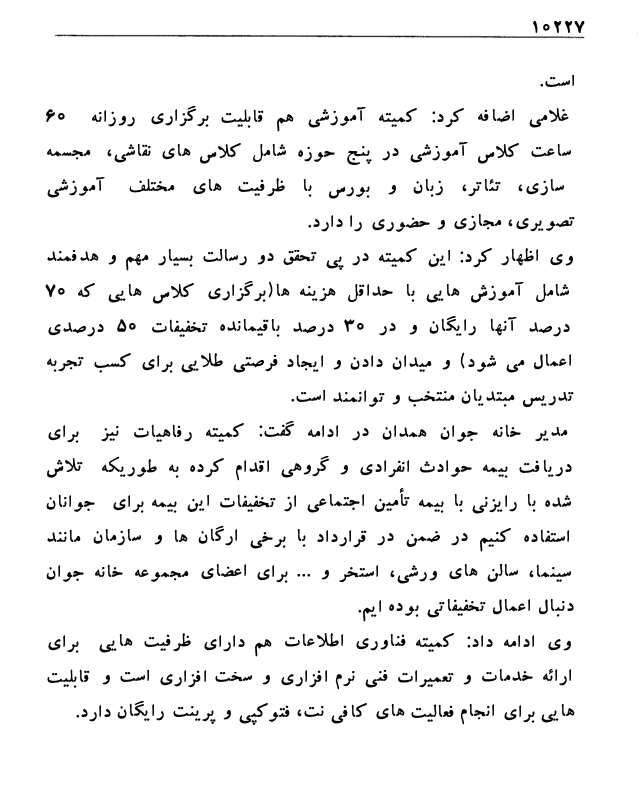 ۱۰۲۲۷
است.
غلامی اضافه کرد: کمیته آموزشی هم قابلیت برگزاری روزانه ۶۰
ساعت کلاس آموزشی در پنج حوزه شامل کلاس های نقاشی، مجسمه
سازی، تئاتر، زبان و بورس با ظرفیت های مختلف آموزشی
تصویری، مجازی و حضوری را دارد.
وی اظهار کرد: این کمیته در پی تحقق دو رسالت بسیار مهم و هدفمند
شامل آموزش هایی با حداقل هزینه ها(برگزاری کلاس هایی که ۷۰
درصد آنها رایگان و در ۳۰ درصد باقیمانده تخفیفات ۵۰ درصدی
اعمال می شود) و میدان دادن و ایجاد فرصتی طلایی برای کسب تجربه
تدریس مبتدیان منتخب و توانمند است.
مدیر خانه جوان همدان در ادامه گفت: کمیته رفاهیات نیز برای
دریافت بیمه حوادث انفرادی و گروهی اقدام کرده به طوریکه تلاش
شده با رایزنی با بیمه تأمین اجتماعی از تخفیفات این بیمه برای جوانان
استفاده کنیم در ضمن در قرارداد با برخی ارگان ها و سازمان مانند
سینما، سالن های ورشی، استخر و ... برای اعضای مجموعه خانه جوان
دنبال اعمال تخفیفاتی بوده ایم.
وی ادامه داد: کمیته فناوری اطلاعات هم دارای ظرفیت هایی برای
ارائه خدمات و تعمیرات فنی نرم افزاری و سخت افزاری است و قابلیت
هایی برای انجام فعالیت های کافی نت، فتوکپی و پرینت رایگان دارد.